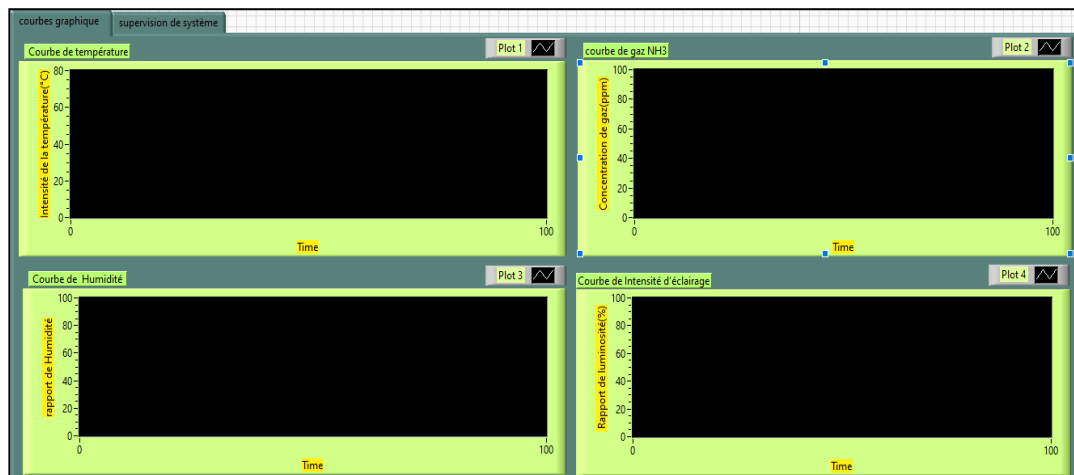 courbes graphique
supervision de système
Courbe de température
Plot 1
Intensité de la température(°C)
80
60
40
20
0
0
100
Time
courbe de gaz NH3
Plot 2
Concentration de gaz(ppm)
100
80
60
40
20
0
0
100
Time
Courbe de Humidité
Plot 3
rapport de Humidité
100
80
60
40
20
0
0
100
Time
Courbe de Intensité d'éclairage
Plot 4
Rapport de luminosité(%)
100
80
60
40
20
0
0
100
Time